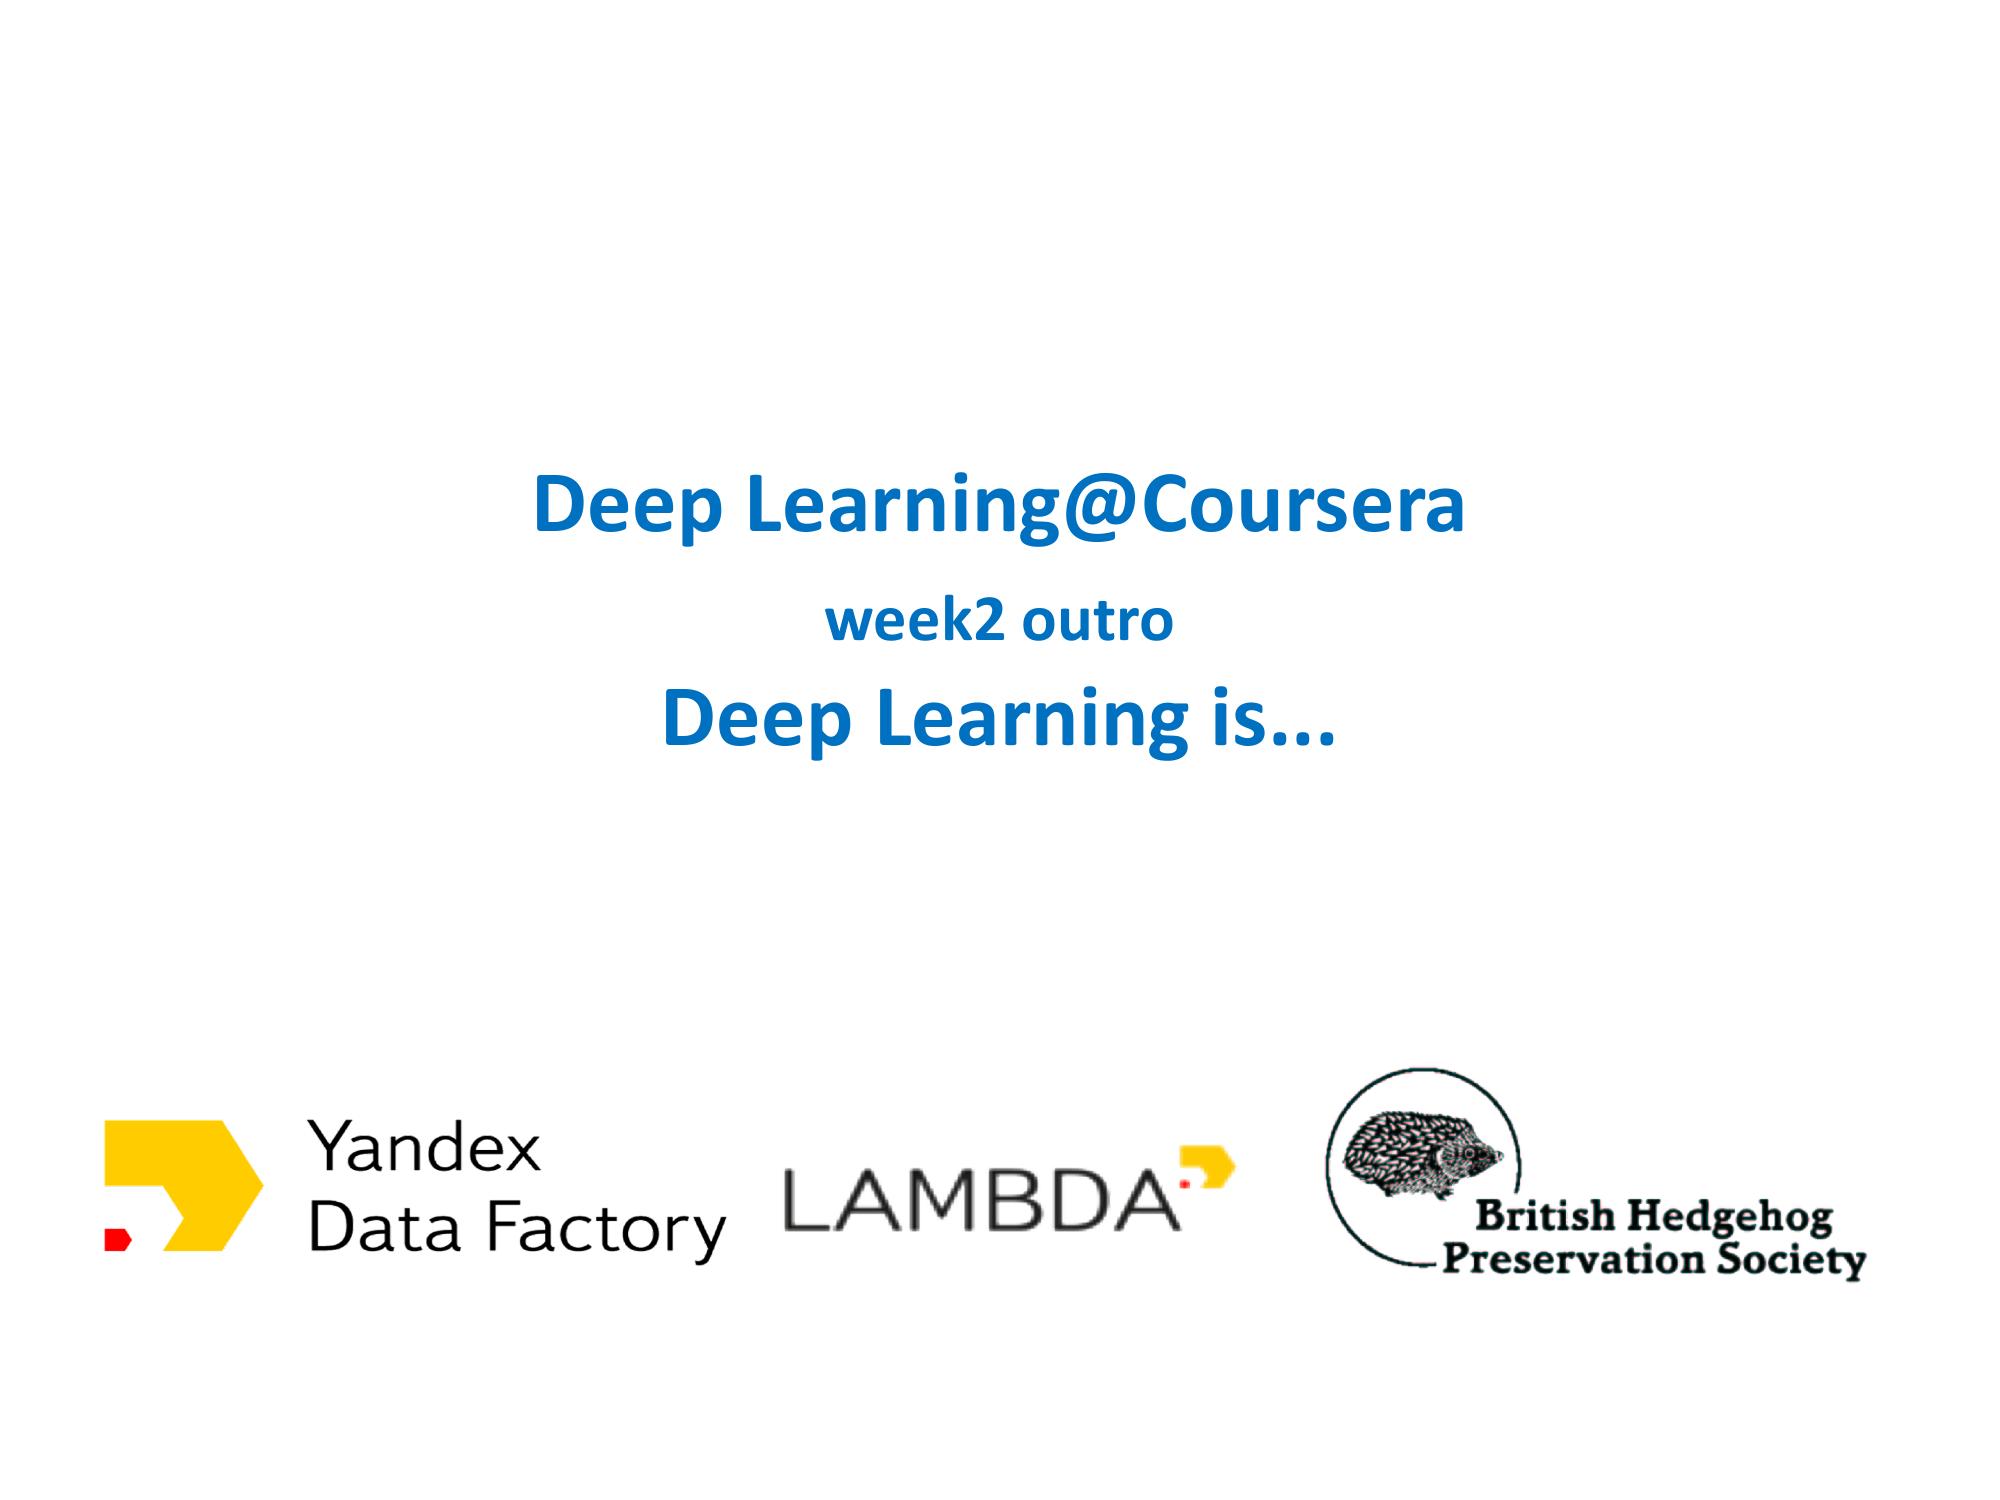 Deep Learning@Coursera
week2 outro
Deep Learning is...
Yandex
Data Factory
LAMBDA
British Hedgehog
Preservation Society